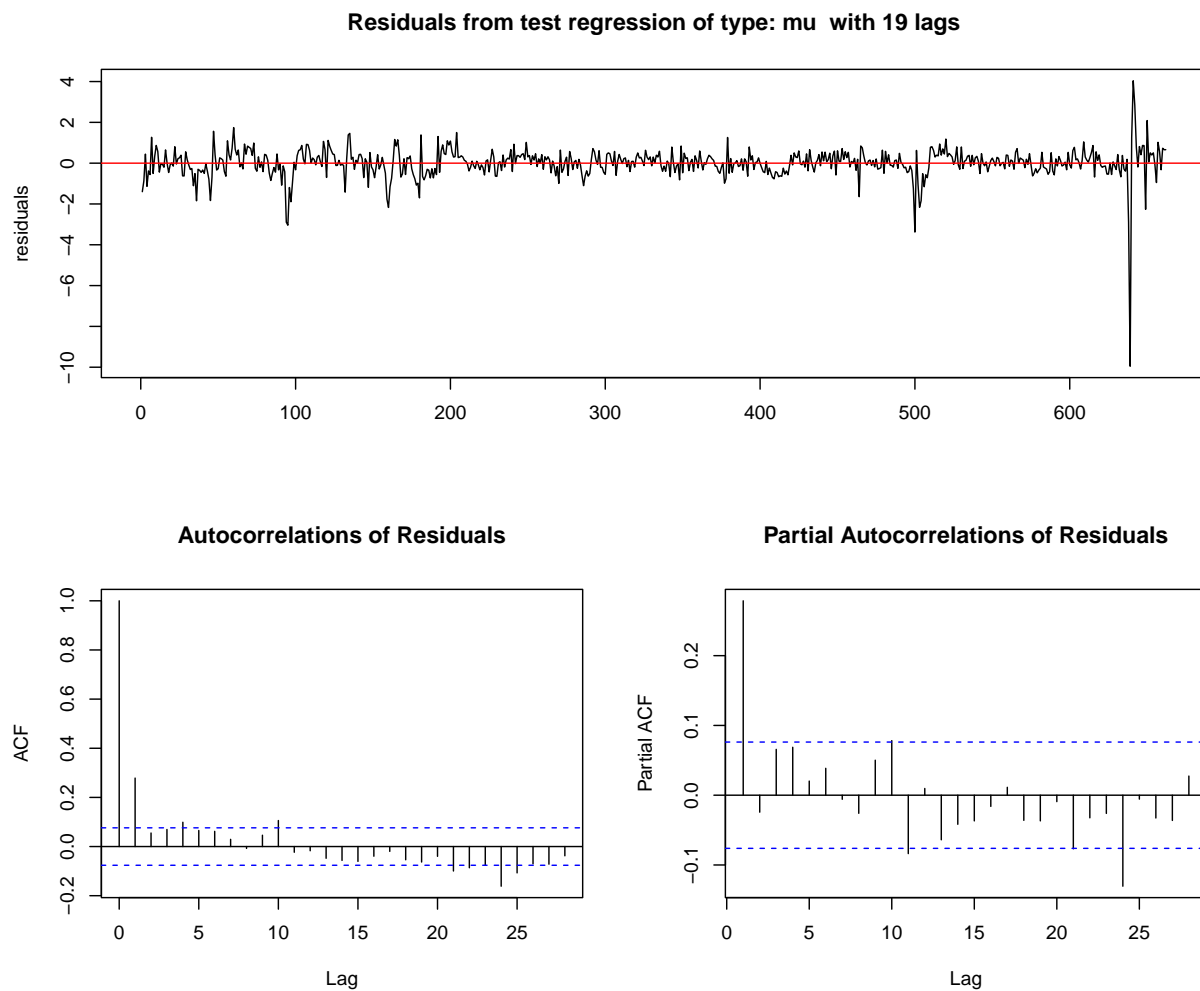 Residuals from test regression of type: mu  with 19 lags
residuals
4
2
0
−2
−4
−6
−10
0 100 200 300 400 500 600
Autocorrelations of Residuals
ACF
1.0
0.8
0.6
0.4
0.2
0.0
−0.2
0 5 10 15 20 25
Lag
Partial Autocorrelations of Residuals
Partial ACF
0.2
0.1
0.0
−0.1
0 5 10 15 20 25
Lag